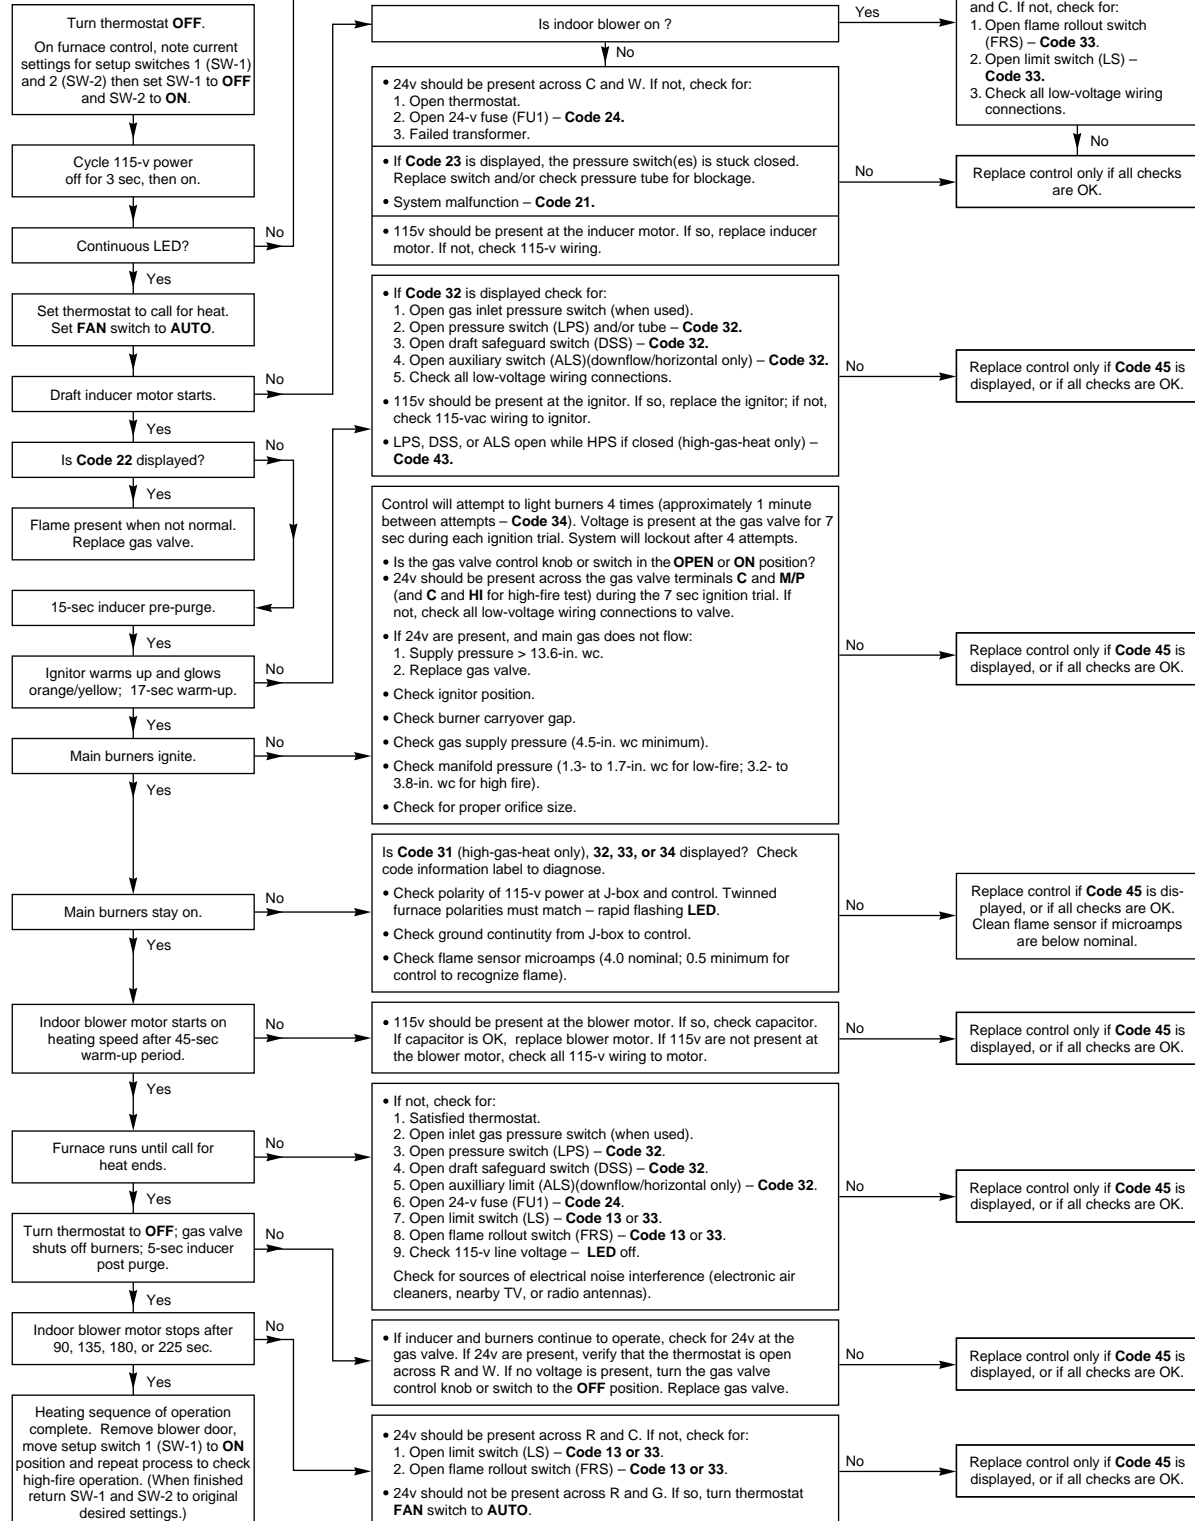 Turn thermostat OFF.
On furnace control, note current
settings for setup switches 1 (SW-1)
and 2 (SW-2) then set SW-1 to OFF
and SW-2 to ON.
Cycle 115-v power
off for 3 sec, then on.
Continuous LED?
No
Yes
Set thermostat to call for heat.
Set FAN switch to AUTO.
Draft inducer motor starts.
No
Yes
Is Code 22 displayed?
No
Yes
Flame present when not normal.
Replace gas valve.
15-sec inducer pre-purge.
Yes
Ignitor warms up and glows
orange/yellow; 17-sec warm-up.
No
Yes
Main burners ignite.
No
Yes
Main burners stay on.
No
Yes
Indoor blower motor starts on
heating speed after 45-sec
warm-up period.
No
Yes
Furnace runs until call for
heat ends.
No
Yes
Turn thermostat to OFF; gas valve
shuts off burners; 5-sec inducer
post purge.
No
Yes
Indoor blower motor stops after
90, 135, 180, or 225 sec.
No
Yes
Heating sequence of operation
complete. Remove blower door,
move setup switch 1 (SW-1) to ON
position and repeat process to check
high-fire operation. (When finished
return SW-1 and SW-2 to original
desired settings.)
Is indoor blower on ?
Yes
No
• 24v should be present across C and W. If not, check for:
1. Open thermostat.
2. Open 24-v fuse (FU1) – Code 24.
3. Failed transformer.
• If Code 23 is displayed, the pressure switch(es) is stuck closed.
Replace switch and/or check pressure tube for blockage.
• System malfunction – Code 21.
• 115v should be present at the inducer motor. If so, replace inducer
motor. If not, check 115-v wiring.
No
• If Code 32 is displayed check for:
1. Open gas inlet pressure switch (when used).
2. Open pressure switch (LPS) and/or tube – Code 32.
3. Open draft safeguard switch (DSS) – Code 32.
4. Open auxiliary switch (ALS)(downflow/horizontal only) – Code 32.
5. Check all low-voltage wiring connections.
• 115v should be present at the ignitor. If so, replace the ignitor; if not,
check 115-vac wiring to ignitor.
• LPS, DSS, or ALS open while HPS if closed (high-gas-heat only) –
Code 43.
No
Control will attempt to light burners 4 times (approximately 1 minute
between attempts – Code 34). Voltage is present at the gas valve for 7
sec during each ignition trial. System will lockout after 4 attempts.
• Is the gas valve control knob or switch in the OPEN or ON position?
• 24v should be present across the gas valve terminals C and M/P
(and C and HI for high-fire test) during the 7 sec ignition trial. If
not, check all low-voltage wiring connections to valve.
• If 24v are present, and main gas does not flow:
1. Supply pressure > 13.6-in. wc.
2. Replace gas valve.
• Check ignitor position.
• Check burner carryover gap.
• Check gas supply pressure (4.5-in. wc minimum).
• Check manifold pressure (1.3- to 1.7-in. wc for low-fire; 3.2- to
3.8-in. wc for high fire).
• Check for proper orifice size.
No
Is Code 31 (high-gas-heat only), 32, 33, or 34 displayed? Check
code information label to diagnose.
• Check polarity of 115-v power at J-box and control. Twinned
furnace polarities must match – rapid flashing LED.
• Check ground continutity from J-box to control.
• Check flame sensor microamps (4.0 nominal; 0.5 minimum for
control to recognize flame).
No
• 115v should be present at the blower motor. If so, check capacitor.
If capacitor is OK, replace blower motor. If 115v are not present at
the blower motor, check all 115-v wiring to motor.
No
• If not, check for:
1. Satisfied thermostat.
2. Open inlet gas pressure switch (when used).
3. Open pressure switch (LPS) – Code 32.
4. Open draft safeguard switch (DSS) – Code 32.
5. Open auxilliary limit (ALS)(downflow/horizontal only) – Code 32.
6. Open 24-v fuse (FU1) – Code 24.
7. Open limit switch (LS) – Code 13 or 33.
8. Open flame rollout switch (FRS) – Code 13 or 33.
9. Check 115-v line voltage – LED off.
Check for sources of electrical noise interference (electronic air
cleaners, nearby TV, or radio antennas).
No
• If inducer and burners continue to operate, check for 24v at the
gas valve. If 24v are present, verify that the thermostat is open
across R and W. If no voltage is present, turn the gas valve
control knob or switch to the OFF position. Replace gas valve.
No
• 24v should be present across R and C. If not, check for:
1. Open limit switch (LS) – Code 13 or 33.
2. Open flame rollout switch (FRS) – Code 13 or 33.
• 24v should not be present across R and G. If so, turn thermostat
FAN switch to AUTO.
No
and C. If not, check for:
1. Open flame rollout switch
(FRS) – Code 33.
2. Open limit switch (LS) –
Code 33.
3. Check all low-voltage wiring
connections.
No
Replace control only if all checks
are OK.
Replace control only if Code 45 is
displayed, or if all checks are OK.
Replace control only if Code 45 is
displayed, or if all checks are OK.
Replace control if Code 45 is dis-
played, or if all checks are OK.
Clean flame sensor if microamps
are below nominal.
Replace control only if Code 45 is
displayed, or if all checks are OK.
Replace control only if Code 45 is
displayed, or if all checks are OK.
Replace control only if Code 45 is
displayed, or if all checks are OK.
Replace control only if Code 45 is
displayed, or if all checks are OK.